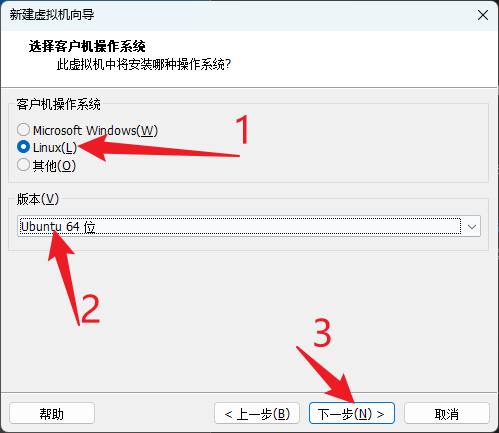 新建虚拟机向导
选择客户机操作系统
此虚拟机中将安装哪种操作系统?
客户机操作系统
Microsoft Windows(W)
Linux(L)
1
其他(O)
版本(V)
Ubuntu 64 位
2
3
帮助
< 上一步(B)
下一步(N) >
取消